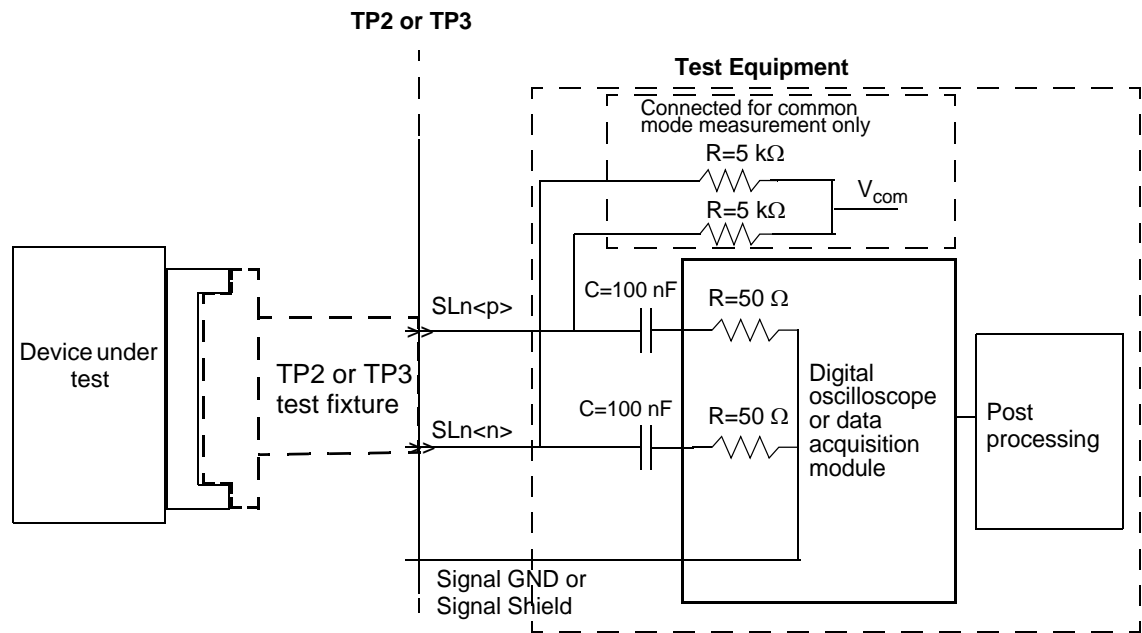 TP2 or TP3
Test Equipment
Connected for common
mode measurement only
R=5 kΩ
V_com
R=5 kΩ
C=100 nF
R=50 Ω
SLn<p>
Device under
test
TP2 or TP3
test fixture
C=100 nF
R=50 Ω
SLn<n>
Digital
oscilloscope
or data
acquisition
module
Post
processing
Signal GND or
Signal Shield